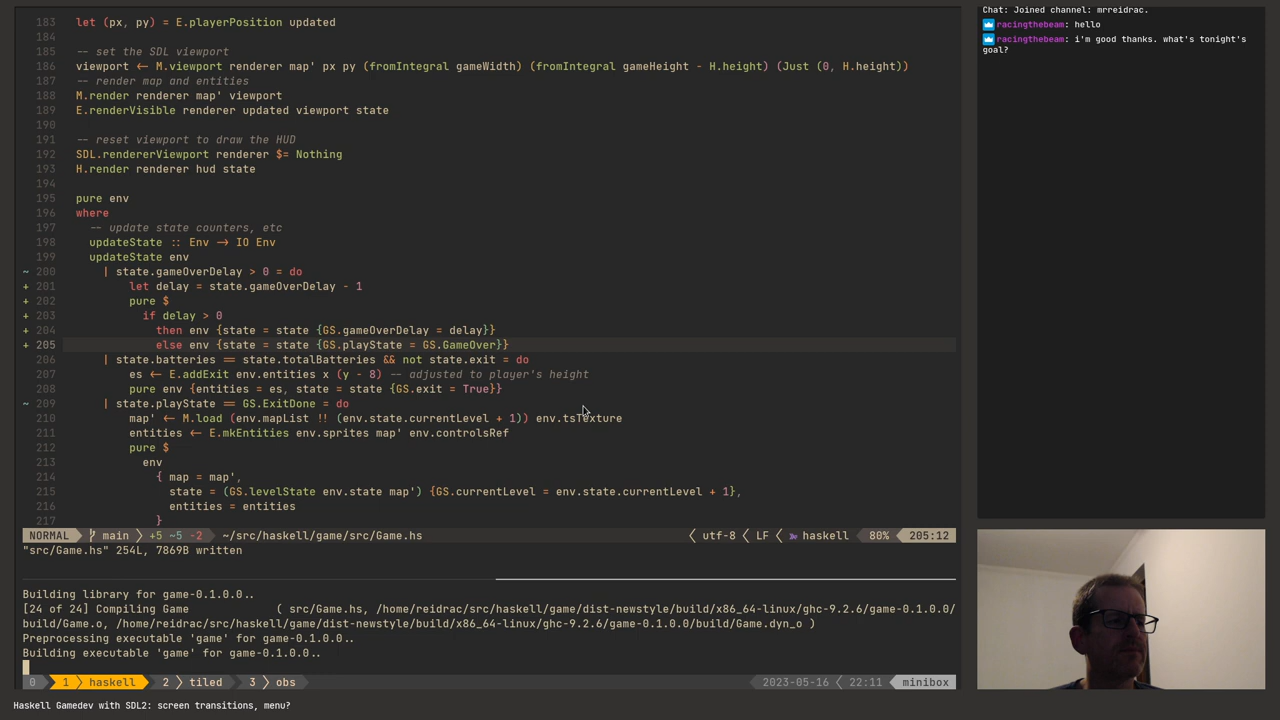 183 let (px, py) = E.playerPosition updated
184
185 -- set the SDL viewport
186 viewport ← M.viewport renderer map' px py (fromIntegral gameWidth) (fromIntegral gameHeight - H.height) (Just (0, H.height))
187 -- render map and entities
188 M.render renderer map' viewport
189 E.renderVisible renderer updated viewport state
190
191 -- reset viewport to draw the HUD
192 SDL.rendererViewport renderer $= Nothing
193 H.render renderer hud state
194
195 pure env
196 where
197 -- update state counters, etc
198 updateState :: Env → IO Env
199 updateState env
~ 200 | state.gameOverDelay > 0 = do
+ 201 let delay = state.gameOverDelay - 1
+ 202 pure $
+ 203 if delay > 0
+ 204 then env {state = state {GS.gameOverDelay = delay}}
+ 205 else env {state = state {GS.playState = GS.GameOver}}
206 | state.batteries == state.totalBatteries && not state.exit = do
207 es ← E.addExit env.entities x (y - 8) -- adjusted to player's height
208 pure env {entities = es, state = state {GS.exit = True}}
~ 209 | state.playState == GS.ExitDone = do
210 map' ← M.load (env.mapList !! (env.state.currentLevel + 1)) env.tsTexture
211 entities ← E.mkEntities env.sprites map' env.controlsRef
212 pure $
213 env
214 { map = map',
215 state = (GS.levelState env.state map') {GS.currentLevel = env.state.currentLevel + 1},
216 entities = entities
217 }
NORMAL main +5 ~5 -2 ~/src/haskell/game/src/Game.hs utf-8 LF haskell 80% 205:12
"src/Game.hs" 254L, 7869B written
Building library for game-0.1.0.0..
[24 of 24] Compiling Game ( src/Game.hs, /home/reidrac/src/haskell/game/dist-newstyle/build/x86_64-linux/ghc-9.2.6/game-0.1.0.0/
build/Game.o, /home/reidrac/src/haskell/game/dist-newstyle/build/x86_64-linux/ghc-9.2.6/game-0.1.0.0/build/Game.dyn_o )
Preprocessing executable 'game' for game-0.1.0.0..
Building executable 'game' for game-0.1.0.0..
0 1 haskell 2 tiled 3 obs 2023-05-16 22:11 minibox
Haskell Gamedev with SDL2: screen transitions, menu?
Chat: Joined channel: mrreidrac.
racingthebeam: hello
racingthebeam: i'm good thanks. what's tonight's
goal?